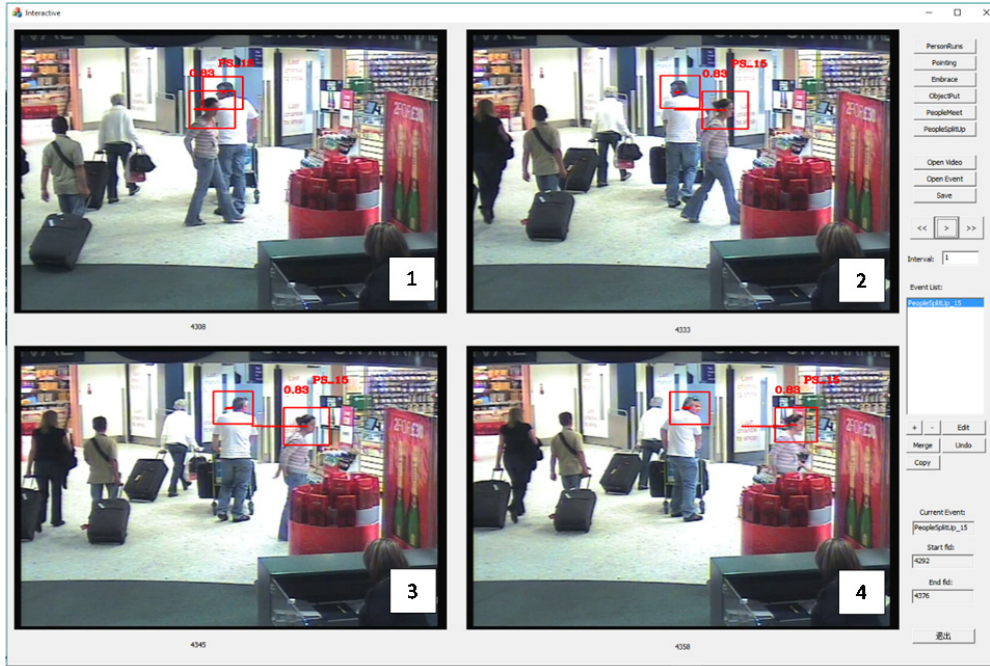 Interactive
PS_15
0.83
1
4308
0.83 PS_15
2
4333
PS_15
0.83
3
4345
PS_15
0.83
4
4358
PersonRuns
Pointing
Embrace
ObjectPut
PeopleMeet
PeopleSplitUp
Open Video
Open Event
Save
<< > >>
Interval: 1
Event List:
PeopleSplitUp_15
+ - Edit
Merge Undo
Copy
Current Event:
PeopleSplitUp_15
Start fid:
4292
End fid:
4376
退出